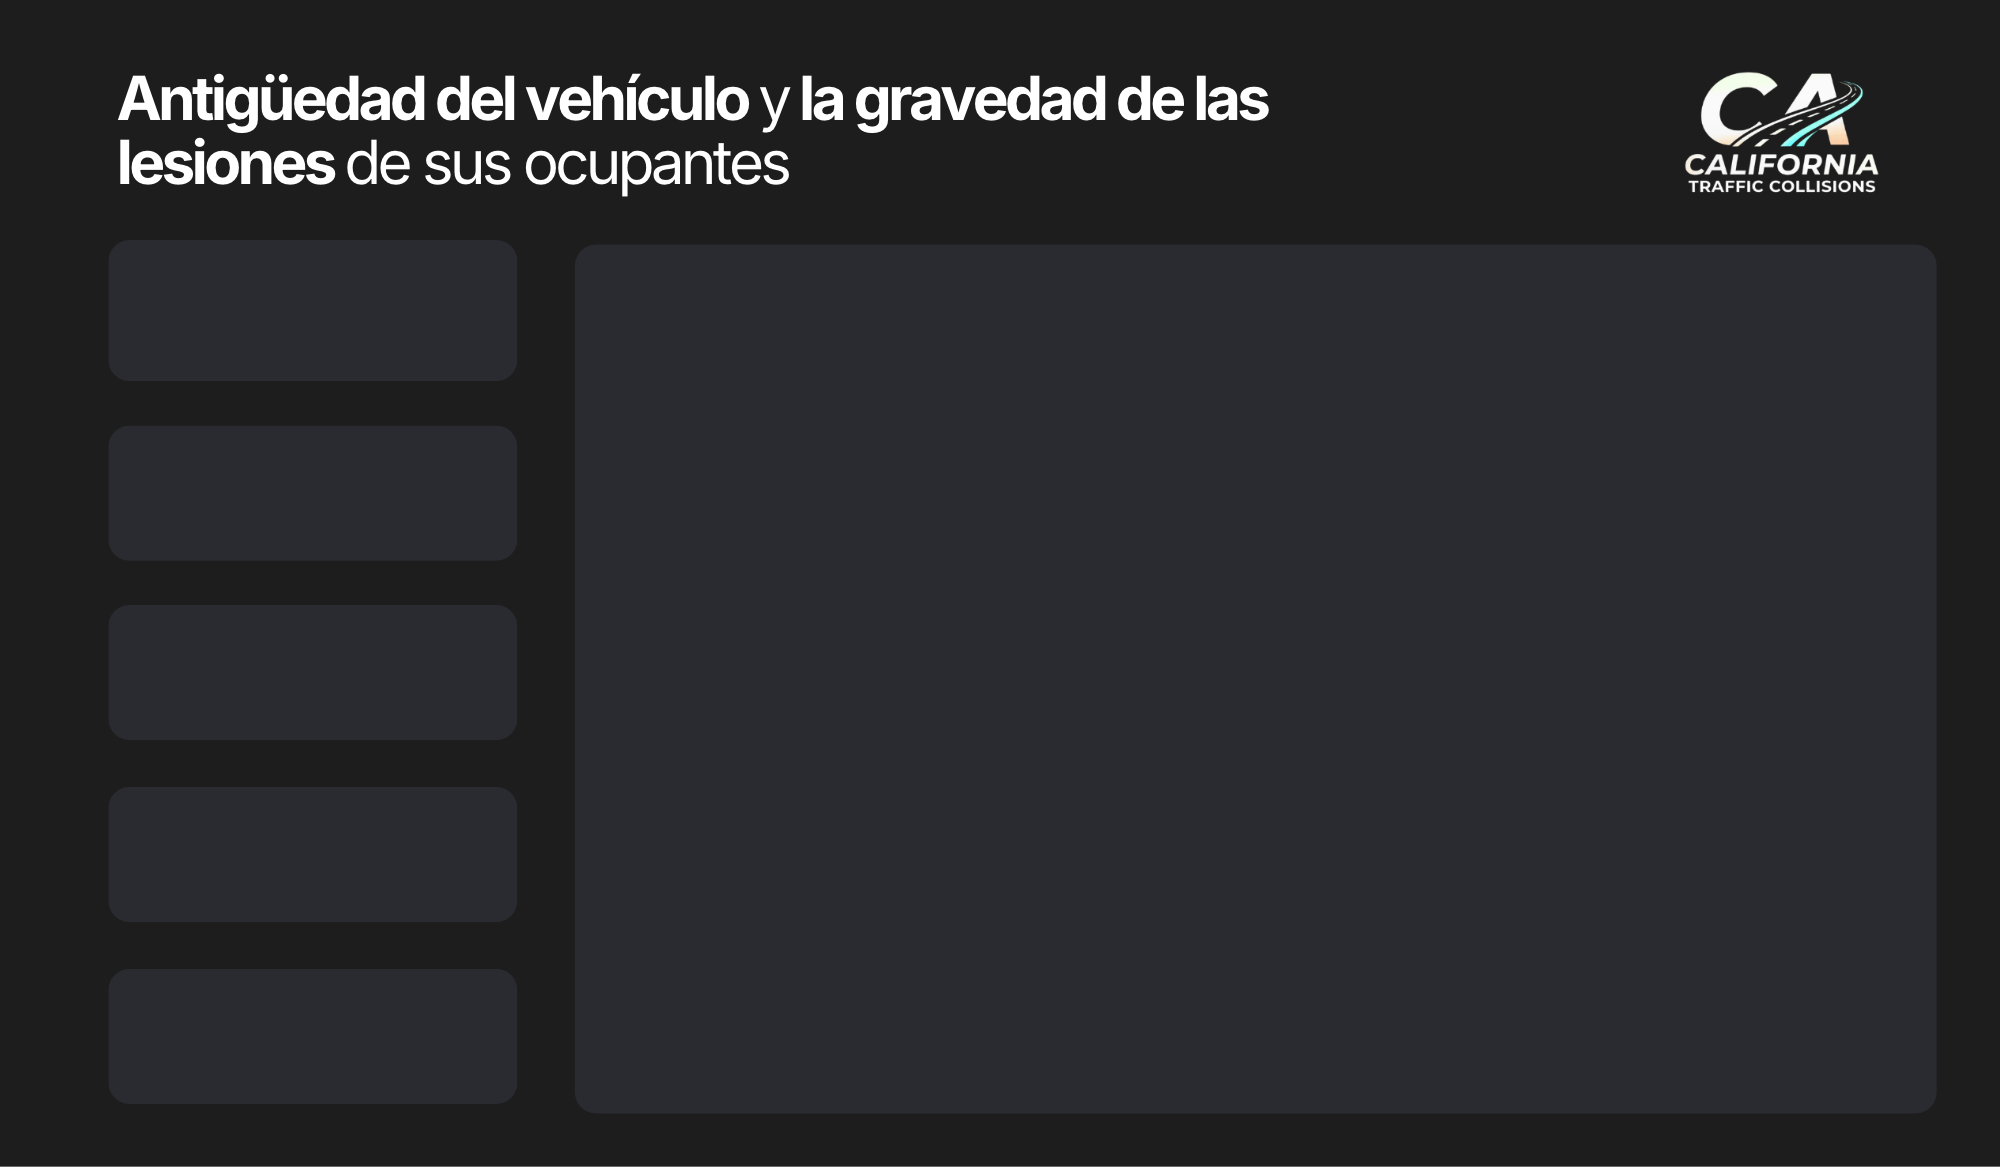 Antigüedad del vehículo y la gravedad de las
lesiones de sus ocupantes
CA
CALIFORNIA
TRAFFIC COLLISIONS